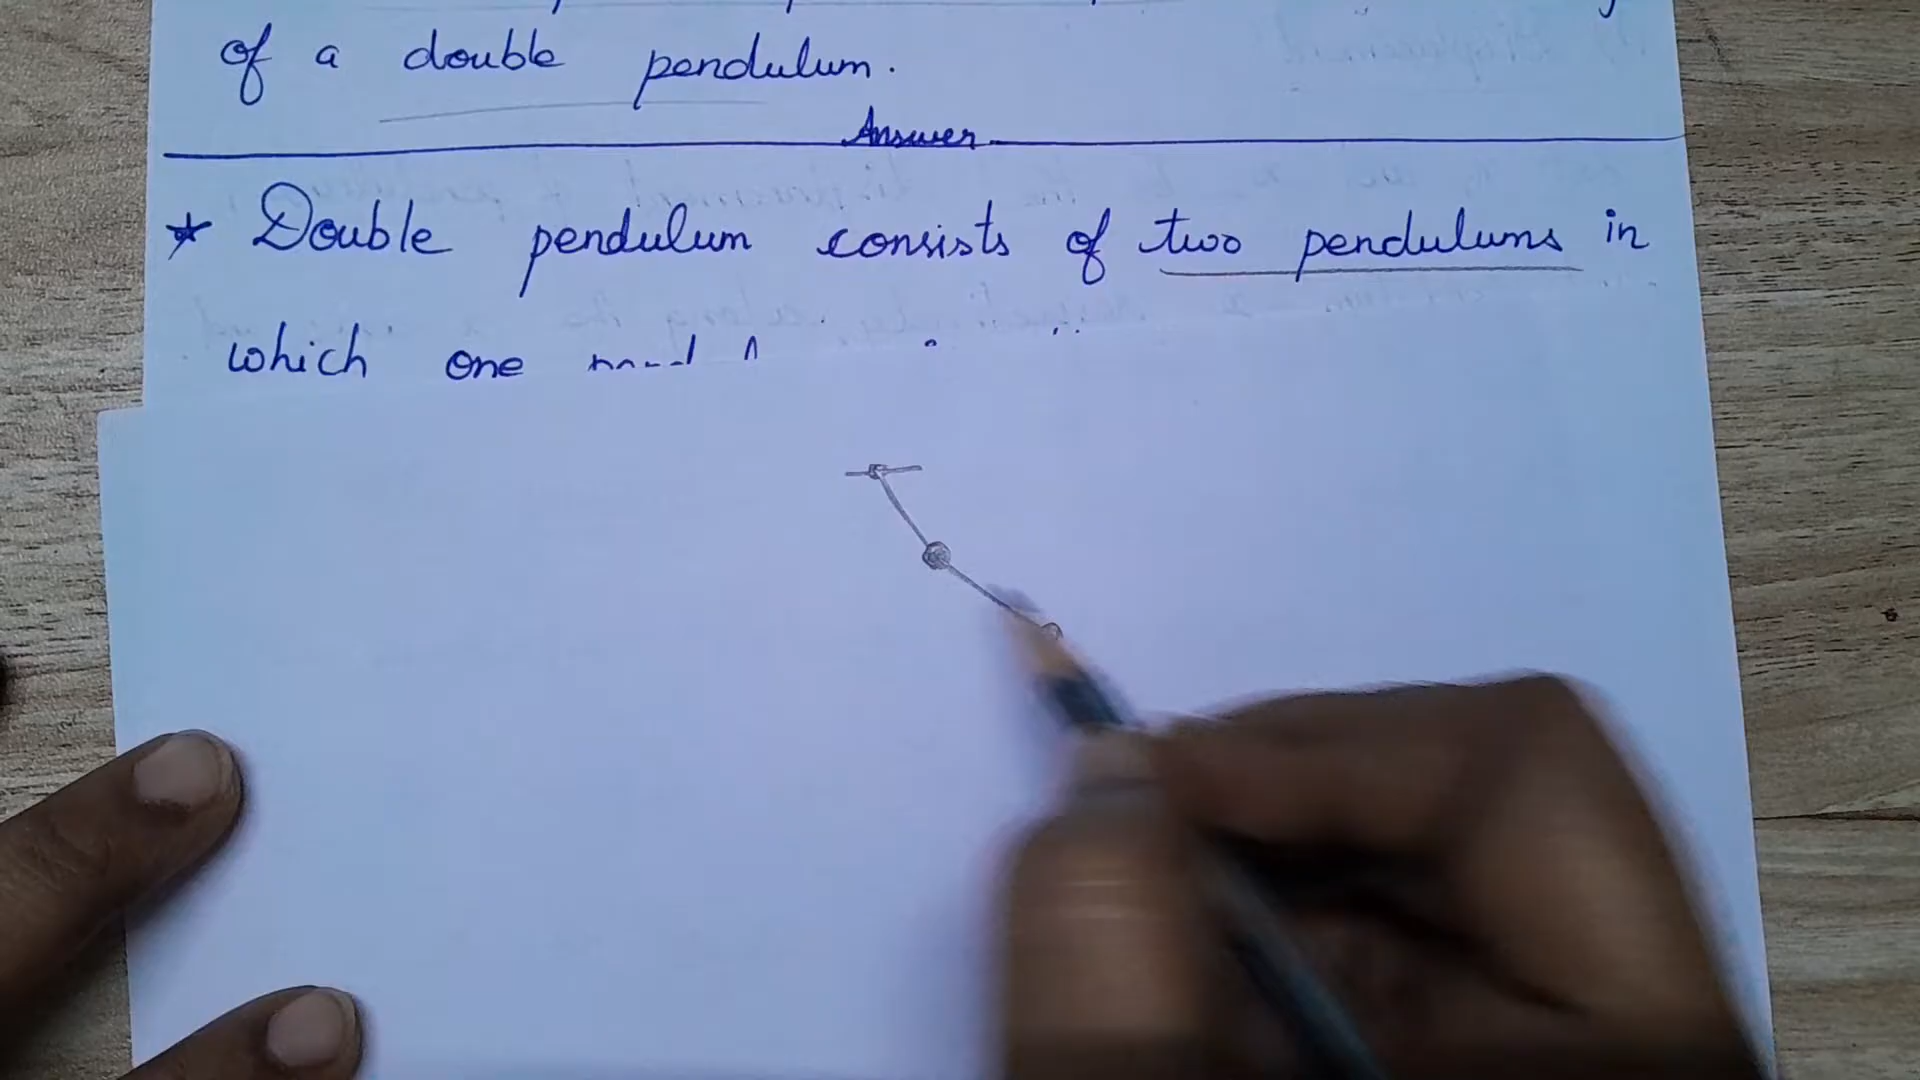 of a double pendulum.
Answer
* Double pendulum consists of two pendulums in
which one